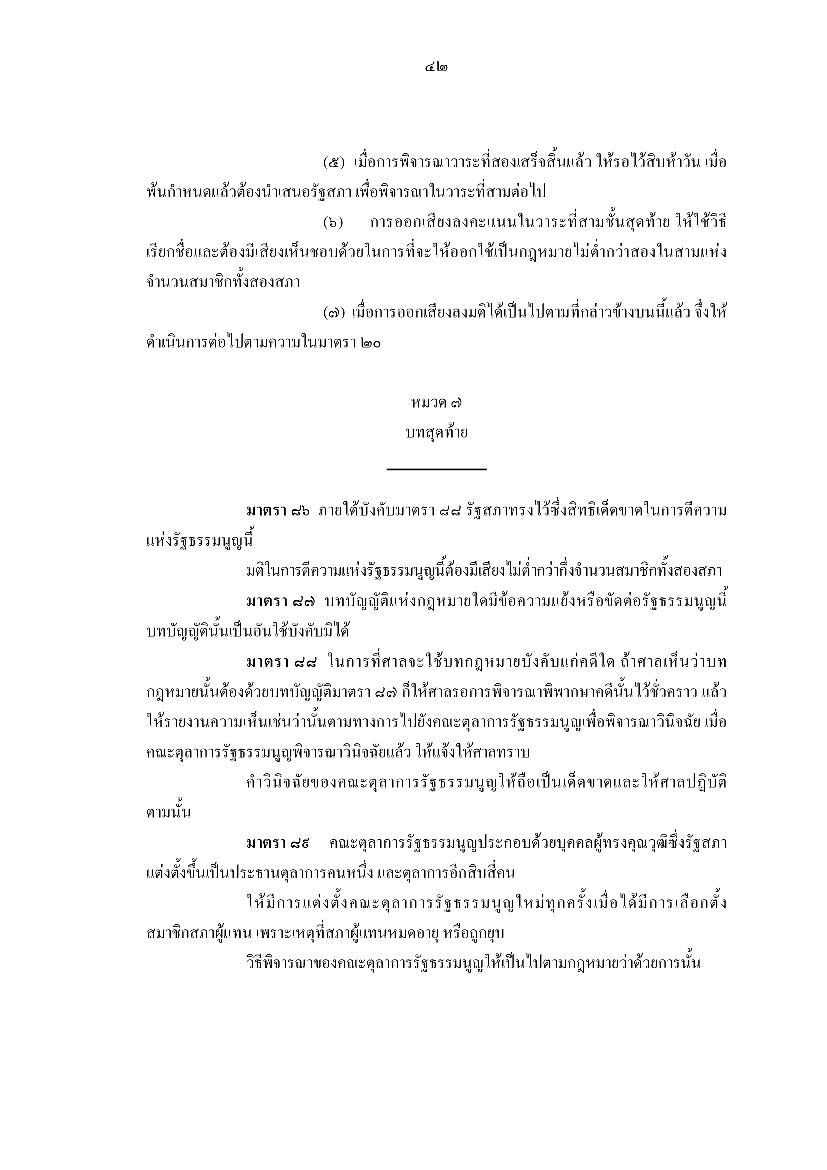 ๔๒
(๕) เมื่อการพิจารณาวาระที่สองเสร็จสิ้นแล้ว ให้รอไว้สิบห้าวัน เมื่อ
พ้นกำหนดแล้วต้องนำเสนอรัฐสภา เพื่อพิจารณาในวาระที่สามต่อไป
(๖) การออกเสียงลงคะแนนในวาระที่สามชั้นสุดท้าย ให้ใช้วิธี
เรียกชื่อและต้องมีเสียงเห็นชอบด้วยในการที่จะให้ออกใช้เป็นกฎหมายไม่ต่ำกว่าสองในสามแห่ง
จำนวนสมาชิกทั้งสองสภา
(๗) เมื่อการออกเสียงลงมติได้เป็นไปตามที่กล่าวข้างบนนี้แล้ว จึ่งให้
ดำเนินการต่อไปตามความในมาตรา ๒๐
หมวด ๗
บทสุดท้าย
มาตรา ๘๖ ภายใต้บังคับมาตรา ๘๘ รัฐสภาทรงไว้ซึ่งสิทธิเด็ดขาดในการตีความ
แห่งรัฐธรรมนูญนี้
มติในการตีความแห่งรัฐธรรมนูญนี้ต้องมีเสียงไม่ต่ำกว่ากึ่งจำนวนสมาชิกทั้งสองสภา
มาตรา ๘๗ บทบัญญัติแห่งกฎหมายใดมีข้อความแย้งหรือขัดต่อรัฐธรรมนูญนี้
บทบัญญัตินั้นเป็นอันใช้บังคับมิได้
มาตรา ๘๘ ในการที่ศาลจะใช้บทกฎหมายบังคับแก่คดีใด ถ้าศาลเห็นว่าบท
กฎหมายนั้นต้องด้วยบทบัญญัติมาตรา ๘๗ ก็ให้ศาลรอการพิจารณาพิพากษาคดีนั้นไว้ชั่วคราว แล้ว
ให้รายงานความเห็นเช่นว่านั้นตามทางการไปยังคณะตุลาการรัฐธรรมนูญเพื่อพิจารณาวินิจฉัย เมื่อ
คณะตุลาการรัฐธรรมนูญพิจารณาวินิจฉัยแล้ว ให้แจ้งให้ศาลทราบ
คำวินิจฉัยของคณะตุลาการรัฐธรรมนูญให้ถือเป็นเด็ดขาดและให้ศาลปฏิบัติ
ตามนั้น
มาตรา ๘๙ คณะตุลาการรัฐธรรมนูญประกอบด้วยบุคคลผู้ทรงคุณวุฒิซึ่งรัฐสภา
แต่งตั้งขึ้นเป็นประธานตุลาการคนหนึ่ง และตุลาการอีกสิบสี่คน
ให้มีการแต่งตั้งคณะตุลาการรัฐธรรมนูญใหม่ทุกครั้งเมื่อได้มีการเลือกตั้ง
สมาชิกสภาผู้แทน เพราะเหตุที่สภาผู้แทนหมดอายุ หรือถูกยุบ
วิธีพิจารณาของคณะตุลาการรัฐธรรมนูญให้เป็นไปตามกฎหมายว่าด้วยการนั้น